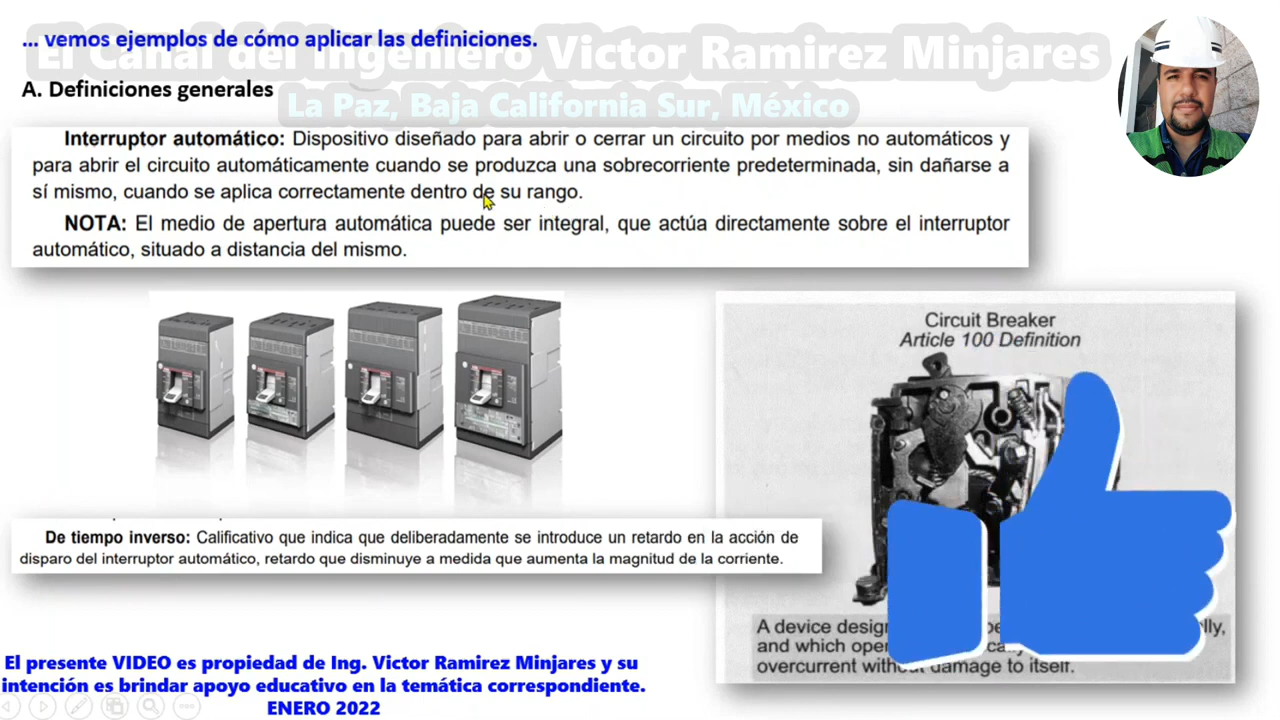 ... vemos ejemplos de cómo aplicar las definiciones.
El Canal del Ingeniero Victor Ramirez Minjares
A. Definiciones generales
La Paz, Baja California Sur, México
Interruptor automático: Dispositivo diseñado para abrir o cerrar un circuito por medios no automáticos y
para abrir el circuito automáticamente cuando se produzca una sobrecorriente predeterminada, sin dañarse a
sí mismo, cuando se aplica correctamente dentro de su rango.
NOTA: El medio de apertura automática puede ser integral, que actúa directamente sobre el interruptor
automático, situado a distancia del mismo.
Circuit Breaker
Article 100 Definition
De tiempo inverso: Calificativo que indica que deliberadamente se introduce un retardo en la acción de
disparo del interruptor automático, retardo que disminuye a medida que aumenta la magnitud de la corriente.
A device
and which
overcurrent without damage to itself.
El presente VIDEO es propiedad de Ing. Victor Ramirez Minjares y su
intención es brindar apoyo educativo en la temática correspondiente.
ENERO 2022